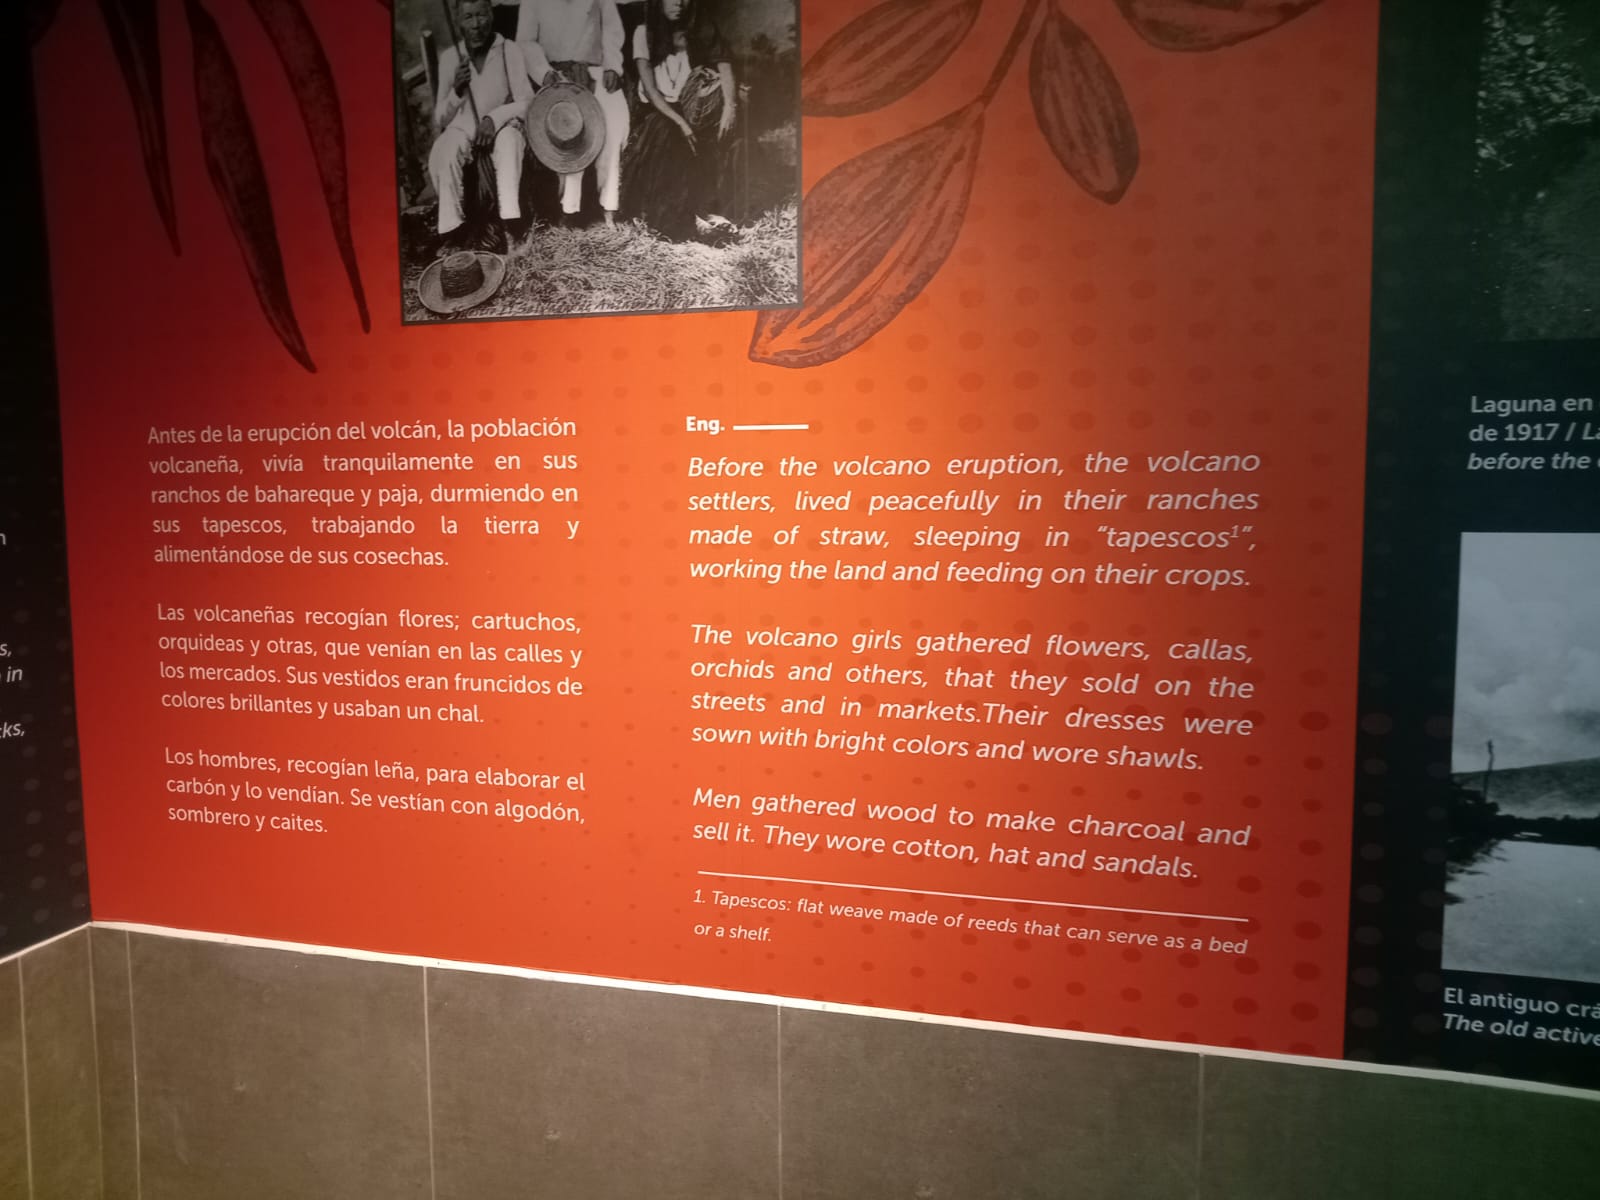 Antes de la erupción del volcán, la población
volcaneña, vivía tranquilamente en sus
ranchos de bahareque y paja, durmiendo en
sus tapescos, trabajando la tierra y
alimentándose de sus cosechas.
Las volcaneñas recogían flores; cartuchos,
orquideas y otras, que venían en las calles y
los mercados. Sus vestidos eran fruncidos de
colores brillantes y usaban un chal.
Los hombres, recogían leña, para elaborar el
carbón y lo vendían. Se vestían con algodón,
sombrero y caites.
Eng.
Before the volcano eruption, the volcano
settlers, lived peacefully in their ranches
made of straw, sleeping in “tapescos¹”,
working the land and feeding on their crops.
The volcano girls gathered flowers, callas,
orchids and others, that they sold on the
streets and in markets.Their dresses were
sown with bright colors and wore shawls.
Men gathered wood to make charcoal and
sell it. They wore cotton, hat and sandals.
1. Tapescos: flat weave made of reeds that can serve as a bed
or a shelf.
in
Laguna en
de 1917 /
before the
El antiguo
The old active